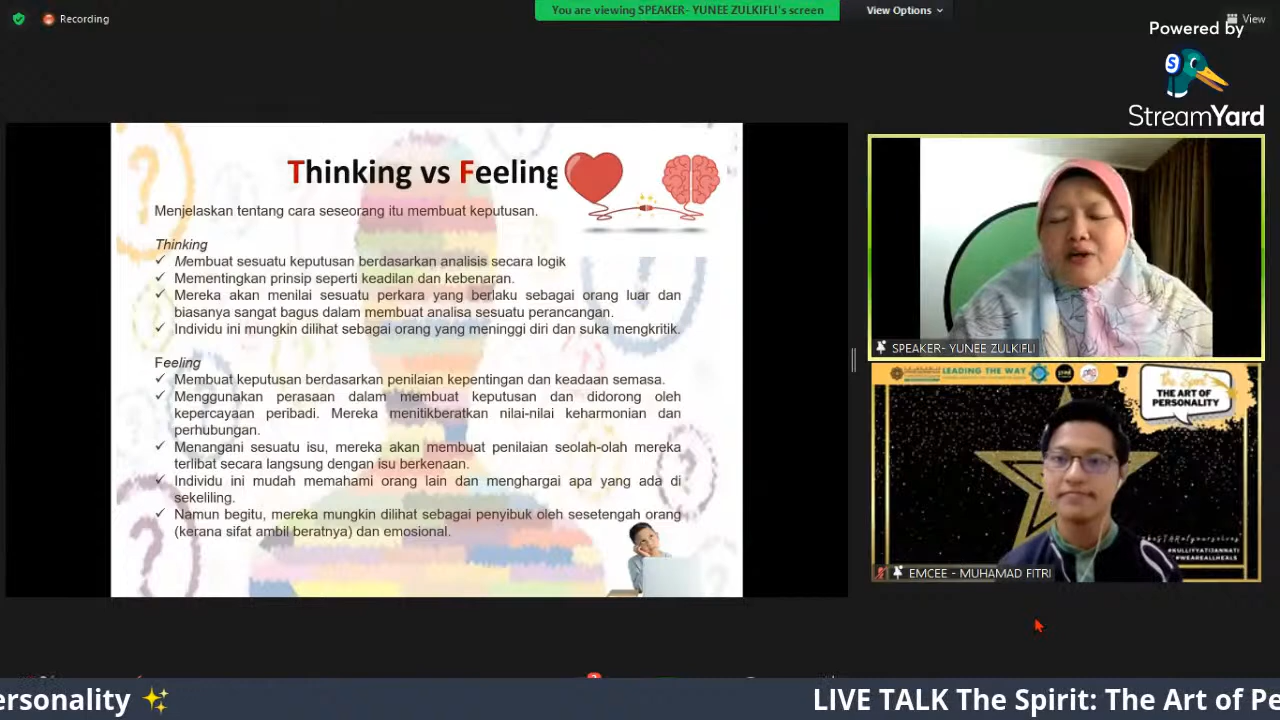 Recording
You are viewing SPEAKER- YUNEE ZULKIFLI's screen
View Options
View
Powered by
StreamYard
Thinking vs Feeling
Menjelaskan tentang cara seseorang itu membuat keputusan.
Thinking
✓ Membuat sesuatu keputusan berdasarkan analisis secara logik
✓ Mementingkan prinsip seperti keadilan dan kebenaran.
✓ Mereka akan menilai sesuatu perkara yang berlaku sebagai orang luar dan
biasanya sangat bagus dalam membuat analisa sesuatu perancangan.
✓ Individu ini mungkin dilihat sebagai orang yang meninggi diri dan suka mengkritik.
Feeling
✓ Membuat keputusan berdasarkan penilaian kepentingan dan keadaan semasa.
✓ Menggunakan perasaan dalam membuat keputusan dan didorong oleh
kepercayaan peribadi. Mereka menitikberatkan nilai-nilai keharmonian dan
perhubungan.
✓ Menangani sesuatu isu, mereka akan membuat penilaian seolah-olah mereka
terlibat secara langsung dengan isu berkenaan.
✓ Individu ini mudah memahami orang lain dan menghargai apa yang ada di
sekeliling.
✓ Namun begitu, mereka mungkin dilihat sebagai penyibuk oleh sesetengah orang
(kerana sifat ambil beratnya) dan emosional.
SPEAKER- YUNEE ZULKIFLI
LEADING THE WAY
the Spirit
THE ART OF
PERSONALITY
#KULLIYYATIJANNATI
#WEAREALLHEALS
EMCEE - MUHAMAD FITRI
ersonality ✨
LIVE TALK The Spirit: The Art of Pe